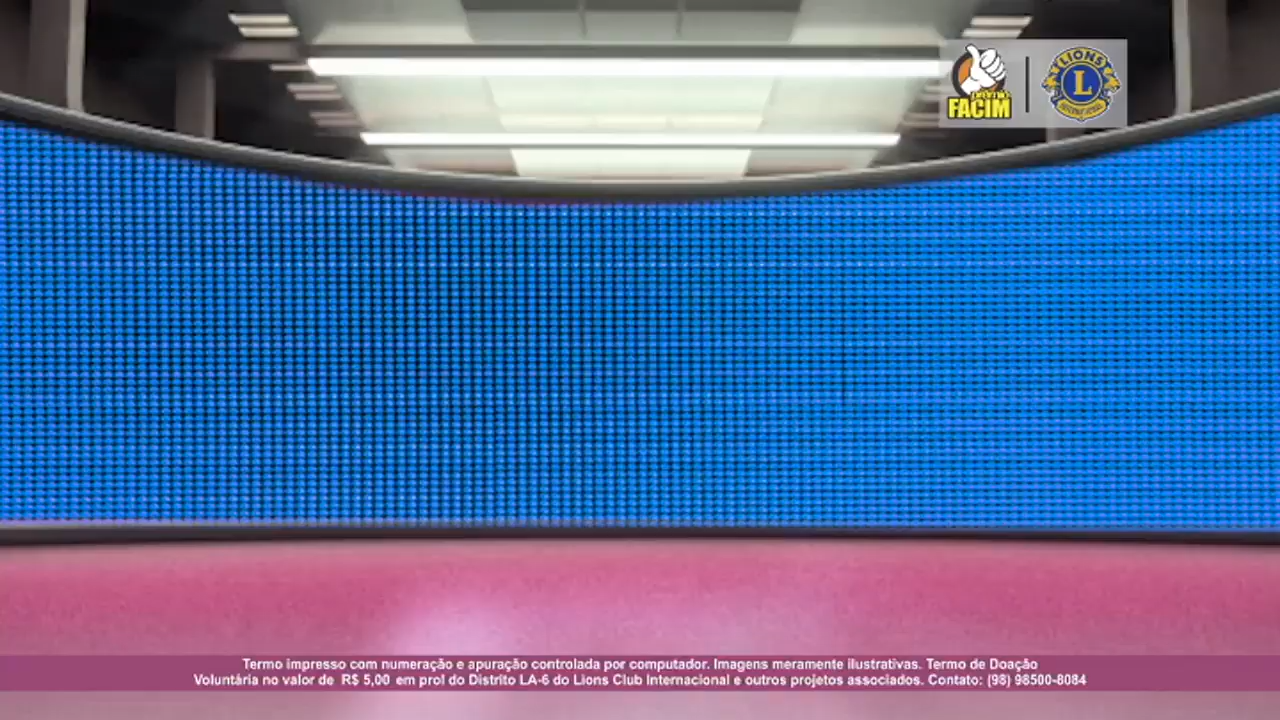 prêmio
FACIM
LIONS
L
INTERNATIONAL
Termo impresso com numeração e apuração controlada por computador. Imagens meramente ilustrativas. Termo de Doação
Voluntária no valor de R$ 5,00 em prol do Distrito LA-6 do Lions Club Internacional e outros projetos associados. Contato: (98) 98500-8084